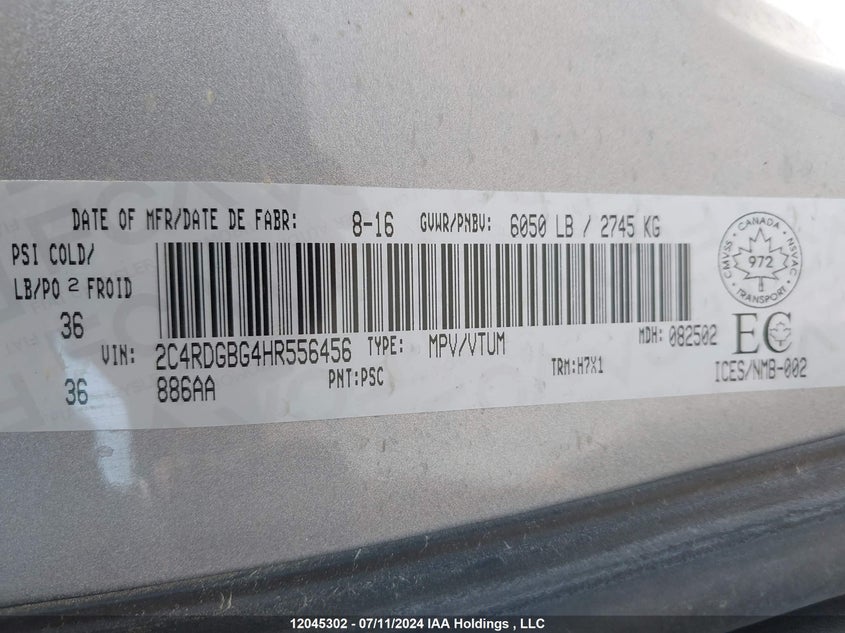 DATE OF MFR/DATE DE FABR: 8-16 GVWR/PNBV: 6050 LB / 2745 KG
PSI COLD/
LB/PO 2 FROID
36
36
VIN: 2C4RDGBG4HR556456 TYPE: MPV/VTUM MDH: 082502
886AA PNT:PSC TRM:H7X1
CANADA
CMVSS NSVAC
972
TRANSPORT
EC
ICES/NMB-002
12045302 - 07/11/2024 IAA Holdings , LLC